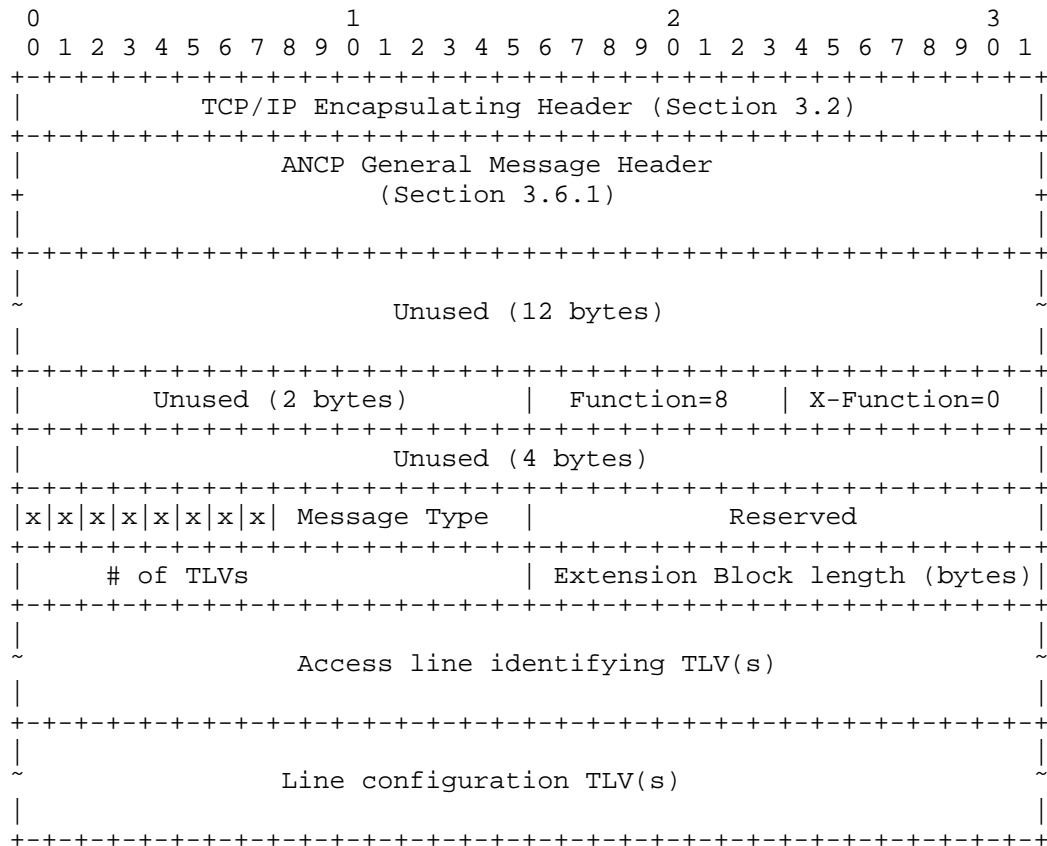 0                   1                   2                   3
 0 1 2 3 4 5 6 7 8 9 0 1 2 3 4 5 6 7 8 9 0 1 2 3 4 5 6 7 8 9 0 1
+-+-+-+-+-+-+-+-+-+-+-+-+-+-+-+-+-+-+-+-+-+-+-+-+-+-+-+-+-+-+-+-+
|           TCP/IP Encapsulating Header (Section 3.2)           |
+-+-+-+-+-+-+-+-+-+-+-+-+-+-+-+-+-+-+-+-+-+-+-+-+-+-+-+-+-+-+-+-+
|                ANCP General Message Header                    |
+                      (Section 3.6.1)                          +
|                                                               |
+-+-+-+-+-+-+-+-+-+-+-+-+-+-+-+-+-+-+-+-+-+-+-+-+-+-+-+-+-+-+-+-+
|                                                               |
~                       Unused (12 bytes)                       ~
|                                                               |
+-+-+-+-+-+-+-+-+-+-+-+-+-+-+-+-+-+-+-+-+-+-+-+-+-+-+-+-+-+-+-+-+
|        Unused (2 bytes)       |  Function=8   | X-Function=0  |
+-+-+-+-+-+-+-+-+-+-+-+-+-+-+-+-+-+-+-+-+-+-+-+-+-+-+-+-+-+-+-+-+
|                       Unused (4 bytes)                        |
+-+-+-+-+-+-+-+-+-+-+-+-+-+-+-+-+-+-+-+-+-+-+-+-+-+-+-+-+-+-+-+-+
|x|x|x|x|x|x|x|x| Message Type  |            Reserved           |
+-+-+-+-+-+-+-+-+-+-+-+-+-+-+-+-+-+-+-+-+-+-+-+-+-+-+-+-+-+-+-+-+
|     # of TLVs                 | Extension Block length (bytes)|
+-+-+-+-+-+-+-+-+-+-+-+-+-+-+-+-+-+-+-+-+-+-+-+-+-+-+-+-+-+-+-+-+
|                                                               |
~                 Access line identifying TLV(s)                ~
|                                                               |
+-+-+-+-+-+-+-+-+-+-+-+-+-+-+-+-+-+-+-+-+-+-+-+-+-+-+-+-+-+-+-+-+
|                                                               |
~                Line configuration TLV(s)                      ~
|                                                               |
+-+-+-+-+-+-+-+-+-+-+-+-+-+-+-+-+-+-+-+-+-+-+-+-+-+-+-+-+-+-+-+-+